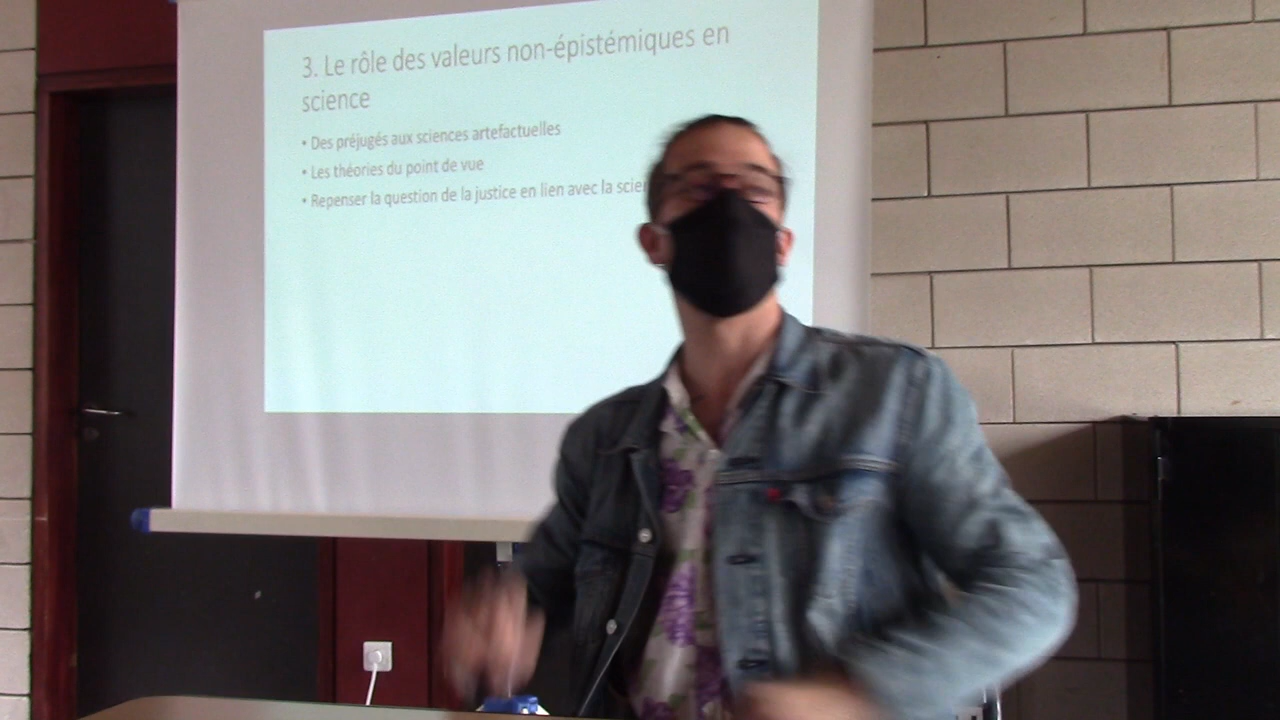 3. Le rôle des valeurs non-épistémiques en
science
• Des préjugés aux sciences artefactuelles
• Les théories du point de vue
• Repenser la question de la justice en lien avec la